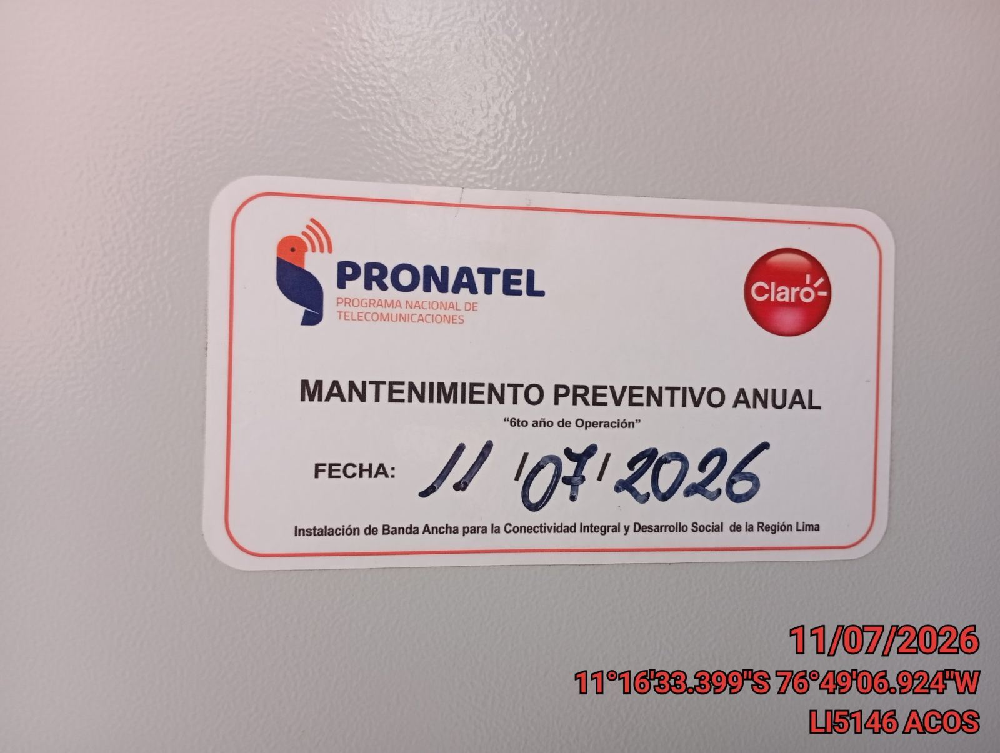 PRONATEL
PROGRAMA NACIONAL DE
TELECOMUNICACIONES
Claro
MANTENIMIENTO PREVENTIVO ANUAL
“6to año de Operación”
FECHA: 11 / 07 / 2026
Instalación de Banda Ancha para la Conectividad Integral y Desarrollo Social de la Región Lima
11/07/2026
11°16'33.399"S 76°49'06.924"W
LI5146 ACOS